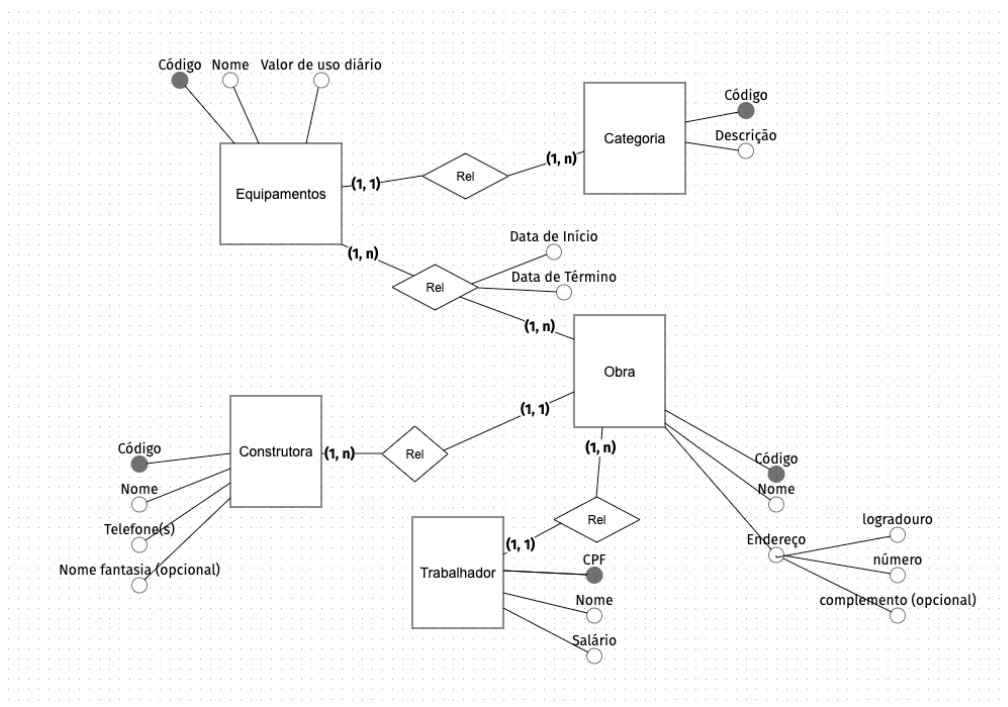 Código Nome Valor de uso diário
Código
Categoria
Descrição
(1, n)
Rel
(1, 1)
Equipamentos
Data de Início
(1, n)
Data de Término
Rel
(1, n)
Obra
(1, 1)
Código
Construtora
(1, n)
Rel
(1, n)
Código
Nome
Nome
Telefone(s)
Rel
logradouro
Endereço
(1, 1)
número
CPF
Nome fantasia (opcional)
Trabalhador
Nome
complemento (opcional)
Salário